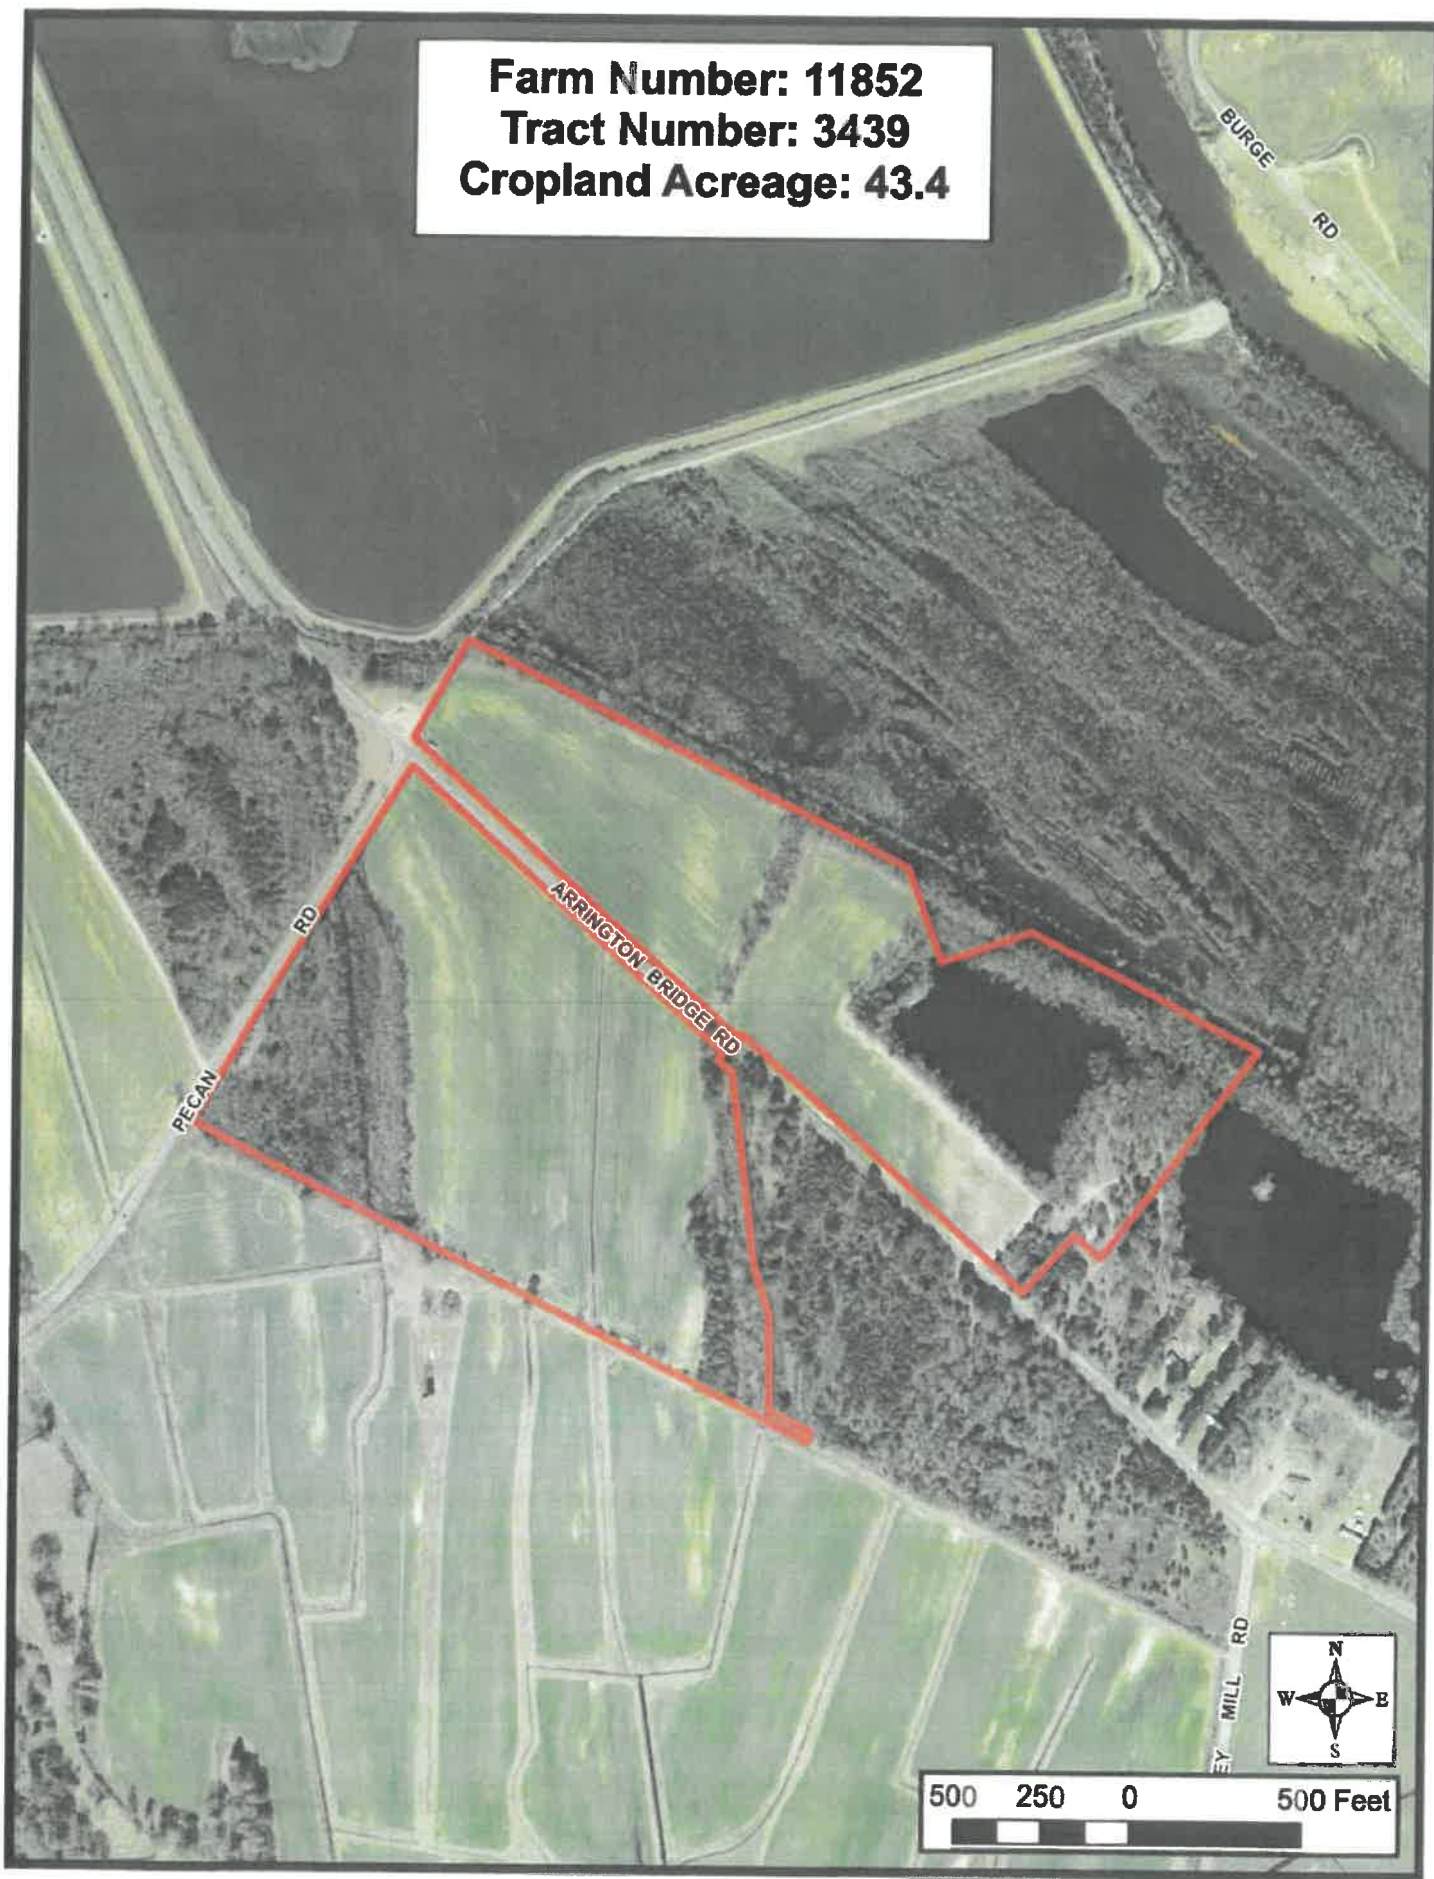 Farm Number: 11852
Tract Number: 3439
Cropland Acreage: 43.4
BURGE RD
ARRINGTON BRIDGE RD
PECAN RD
EY MILL RD
N
W E
S
500 250 0 500 Feet